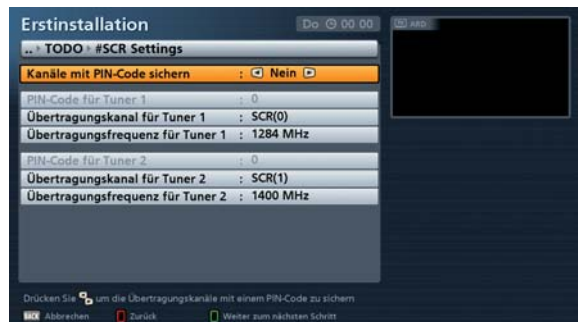 Erstinstallation
Do 00 00
ARD
.. TODO #SCR Settings
Kanäle mit PIN-Code sichern : Nein
PIN-Code für Tuner 1 : 0
Übertragungskanal für Tuner 1 : SCR(0)
Übertragungsfrequenz für Tuner 1 : 1284 MHz
PIN-Code für Tuner 2 : 0
Übertragungskanal für Tuner 2 : SCR(1)
Übertragungsfrequenz für Tuner 2 : 1400 MHz
Drücken Sie um die Übertragungskanäle mit einem PIN-Code zu sichern
BACK Abbrechen Zurück Weiter zum nächsten Schritt